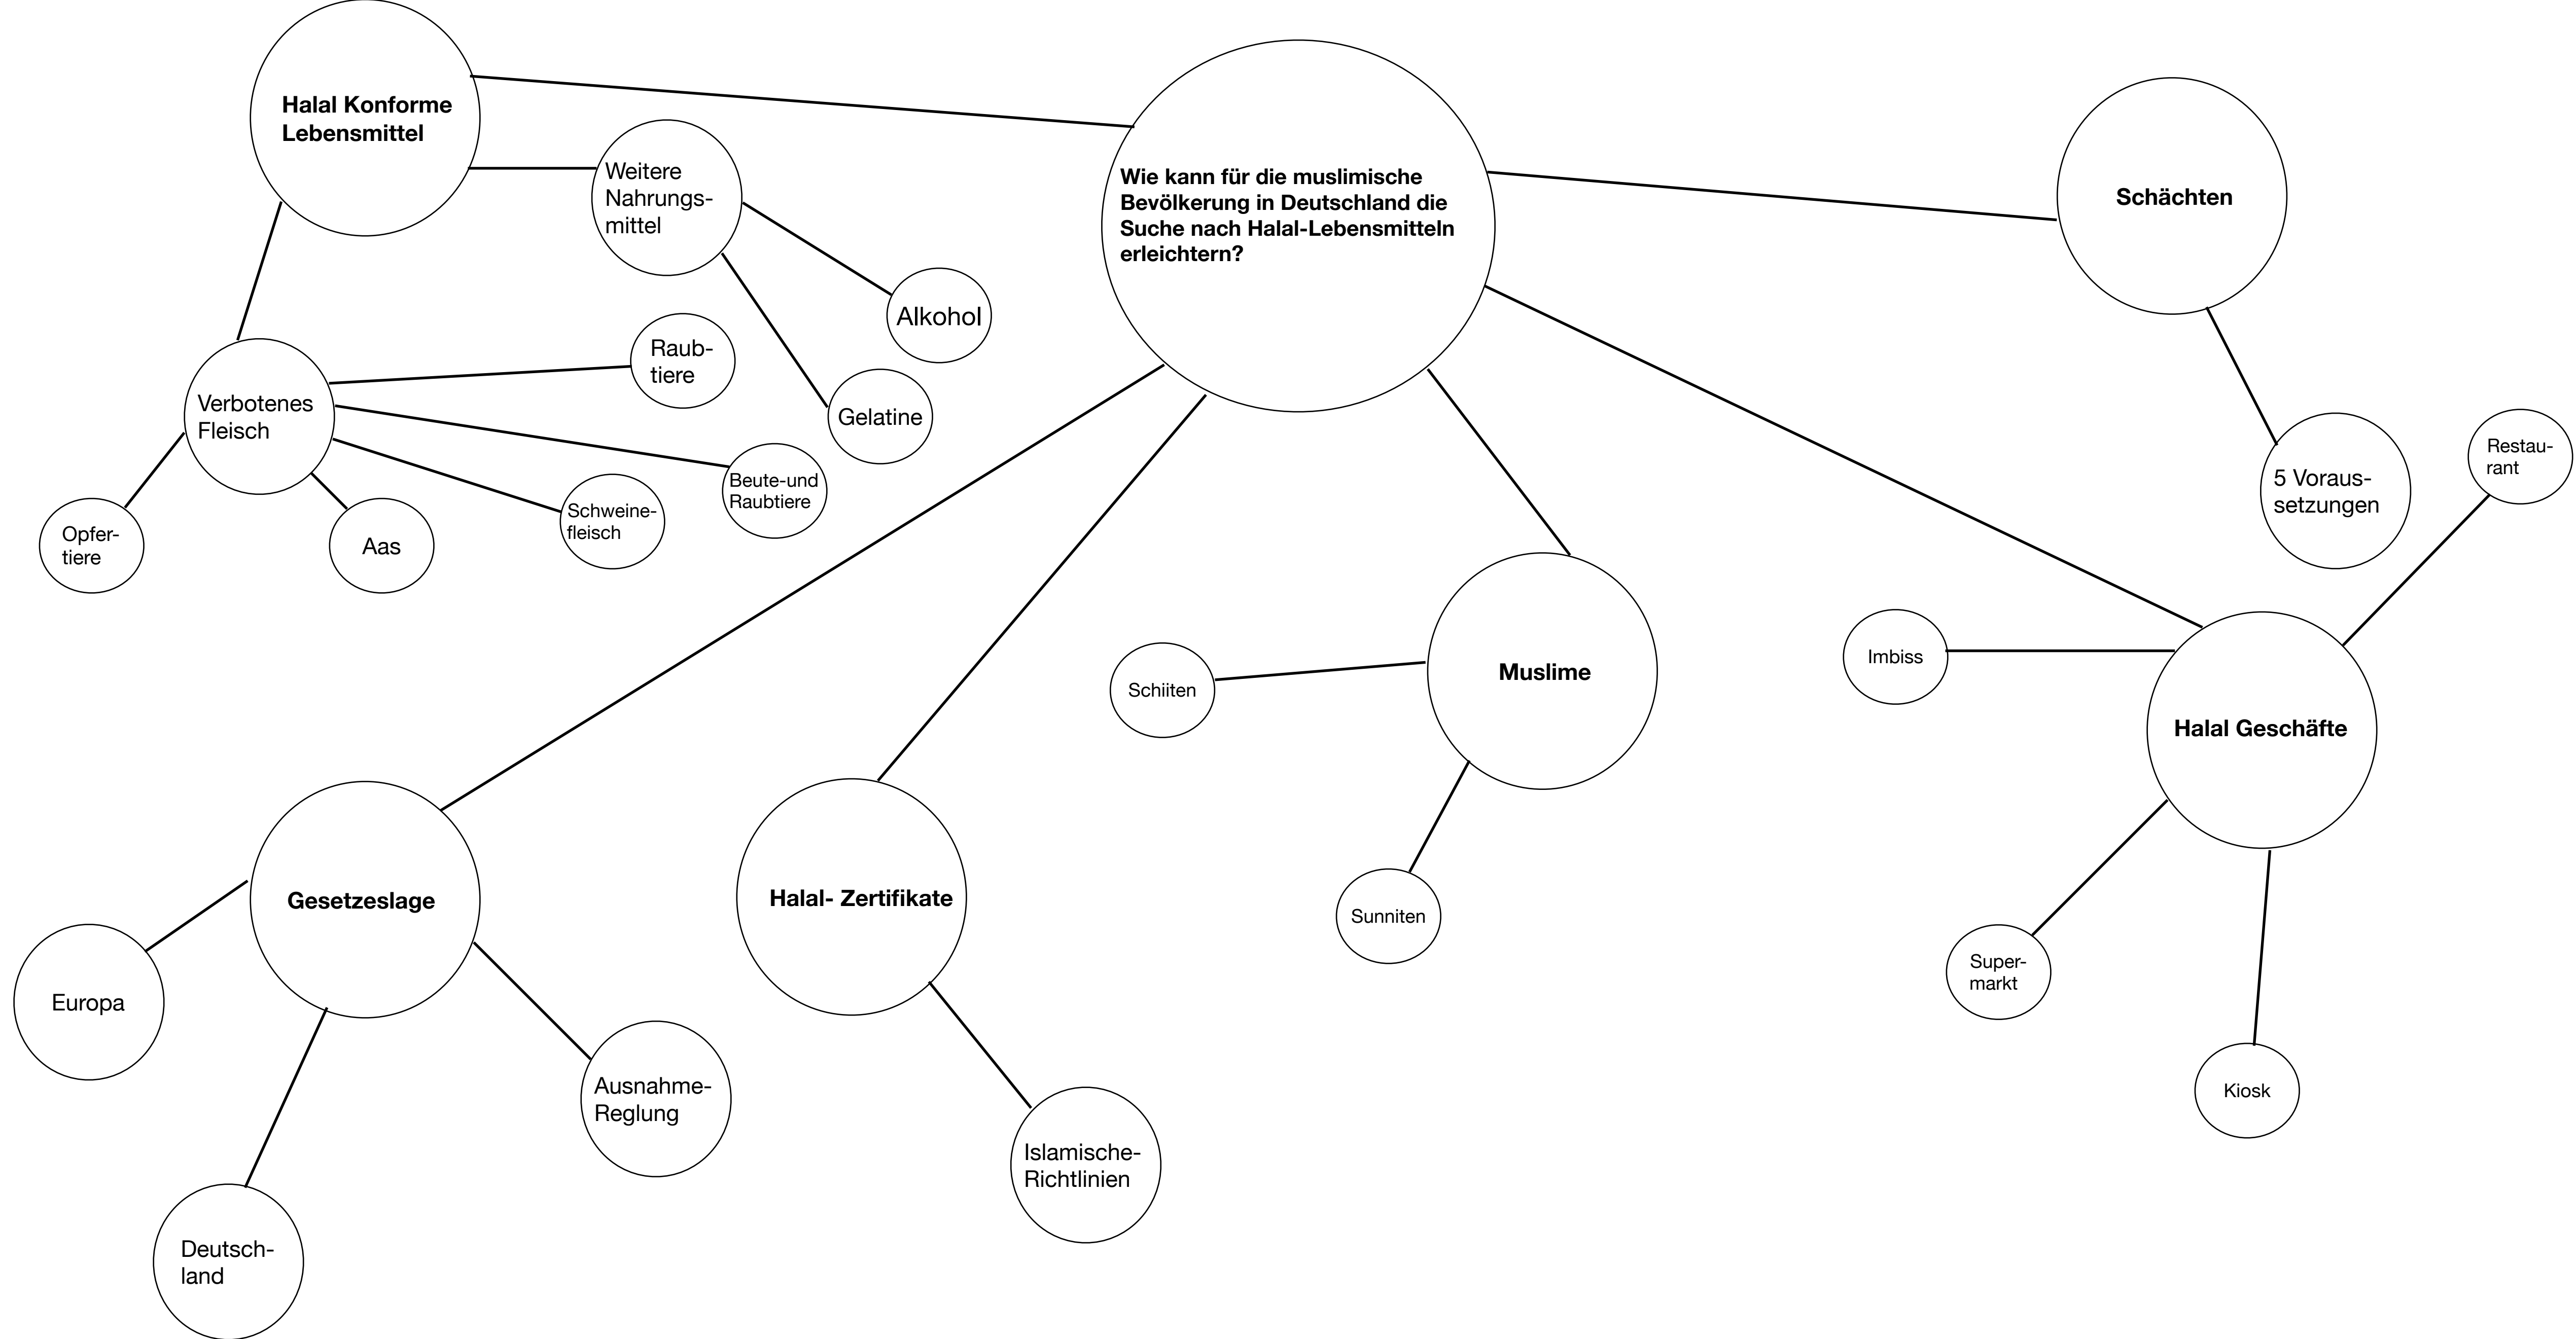 Halal Konforme
Lebensmittel
Wie kann für die muslimische
Bevölkerung in Deutschland die
Suche nach Halal-Lebensmitteln
erleichtern?
Schächten
Weitere
Nahrungs-
mittel
Alkohol
Gelatine
Raub-
tiere
Verbotenes
Fleisch
Beute-und
Raubtiere
Schweine-
fleisch
Aas
Opfer-
tiere
5 Voraus-
setzungen
Restau-
rant
Imbiss
Halal Geschäfte
Super-
markt
Kiosk
Muslime
Schiiten
Sunniten
Halal- Zertifikate
Islamische-
Richtlinien
Gesetzeslage
Europa
Ausnahme-
Reglung
Deutsch-
land